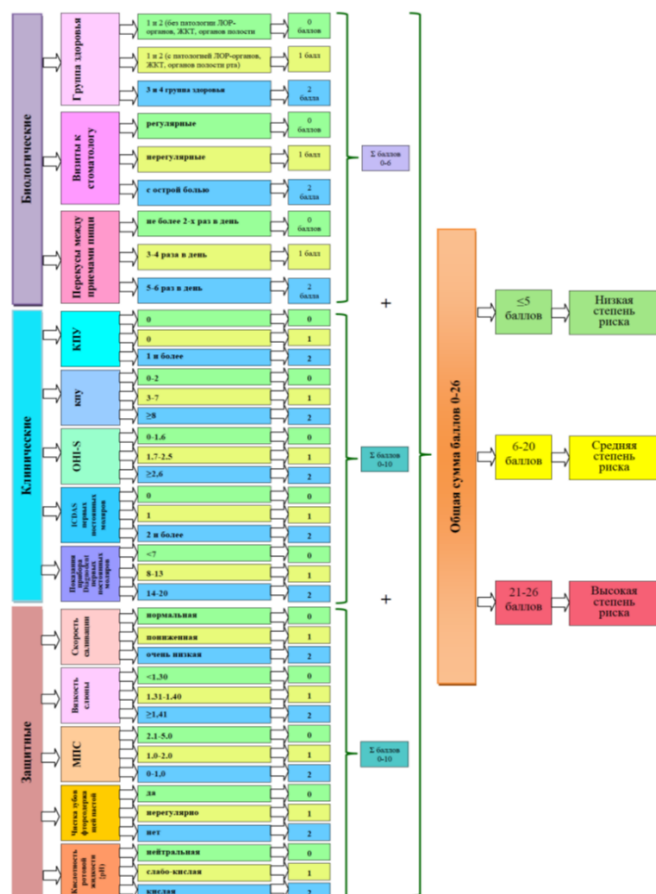 Биологические
Группа здоровья
1 и 2 (без патологии ЛОР-
органов, ЖКТ, органов полости
0
баллов
1 и 2 (с патологией ЛОР-органов,
ЖКТ, органов полости рта)
1 балл
3 и 4 группа здоровья
2
балла
Визиты к
стоматологу
регулярные
0
баллов
нерегулярные
1 балл
с острой болью
2
балла
Перекусы между
приемами пищи
не более 2-х раз в день
0
баллов
3-4 раза в день
1 балл
5-6 раз в день
2
балла
Σ баллов
0-6
+
Клинические
КПУ
0
0
0
1
1 и более
2
кпу
0-2
0
3-7
1
≥8
2
OHI-S
0-1.6
0
1.7-2.5
1
≥2,6
2
ICDAS
первых
постоянных
моляров
0
0
1
1
2 и более
2
Показания
прибора
Diagnodent
первых
постоянных
моляров
<7
0
8-13
1
14-20
2
Σ баллов
0-10
+
Защитные
Скорость
саливации
нормальная
0
пониженная
1
очень низкая
2
Вязкость
слюны
<1,30
0
1.31-1.40
1
≥1,41
2
МПС
2.1-5.0
0
1.0-2.0
1
0-1,0
2
Чистка зубов
фторсодержа
щей пастой
да
0
нерегулярно
1
нет
2
Кислотность
ротовой
жидкости
(pH)
нейтральная
0
слабо-кислая
1
кислая
2
Σ баллов
0-10
Общая сумма баллов 0-26
≤5
баллов
Низкая
степень
риска
6-20
баллов
Средняя
степень
риска
21-26
баллов
Высокая
степень
риска